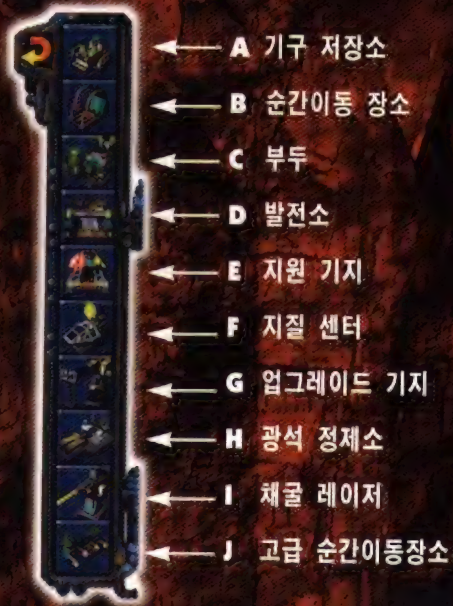 A 기구 저장소
B 순간이동 장소
C 부두
D 발전소
E 지원 기지
F 지질 센터
G 업그레이드 기지
H 광석 정제소
I 채굴 레이저
J 고급 순간이동장소